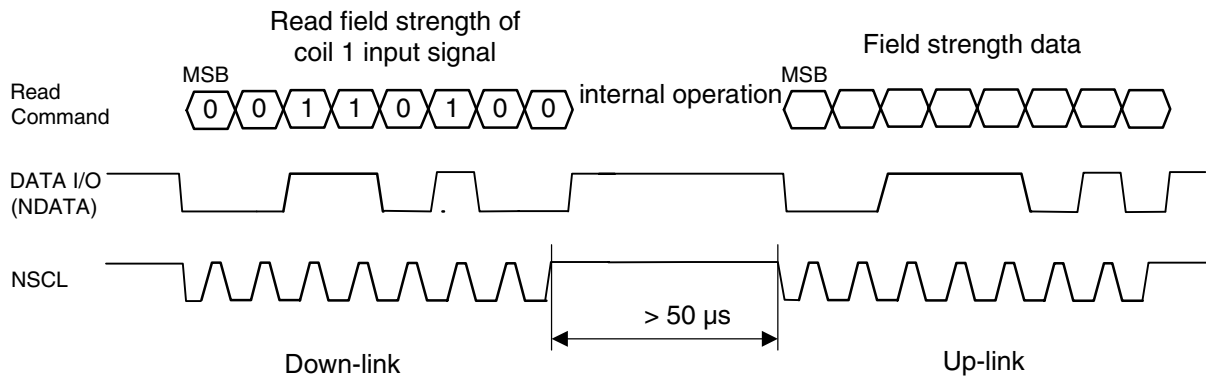 Read field strength of
coil 1 input signal
Field strength data
MSB
MSB
Read
Command
0 0 1 1 0 1 0 0
internal operation
DATA I/O
(NDATA)
NSCL
> 50 µs
Down-link
Up-link